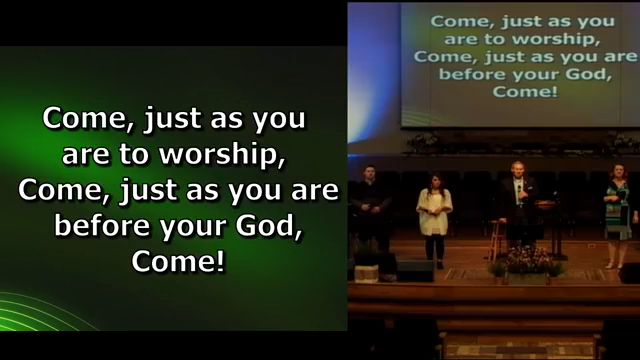 Come, just as you
are to worship,
Come, just as you are
before your God,
Come!
Come, just as you
are to worship,
Come, just as you are
before your God,
Come!